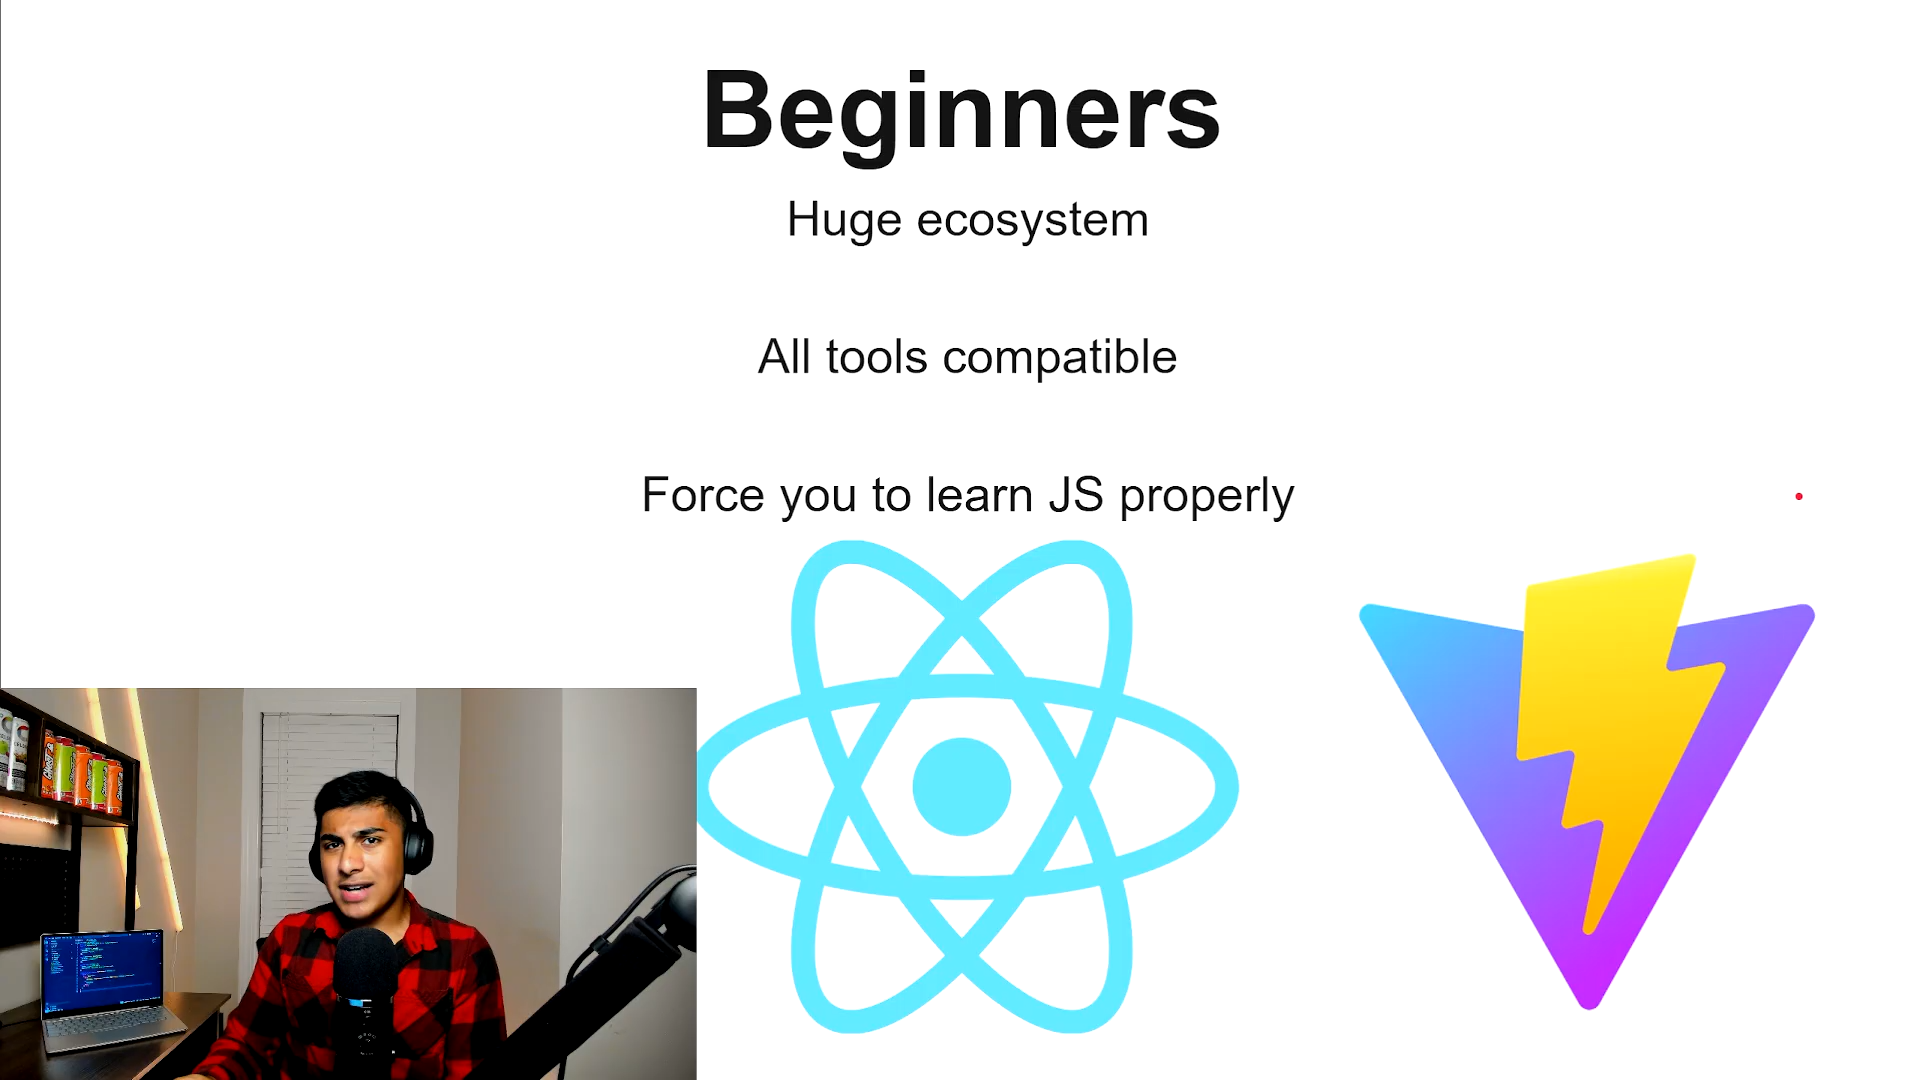 Beginners
Huge ecosystem
All tools compatible
Force you to learn JS properly